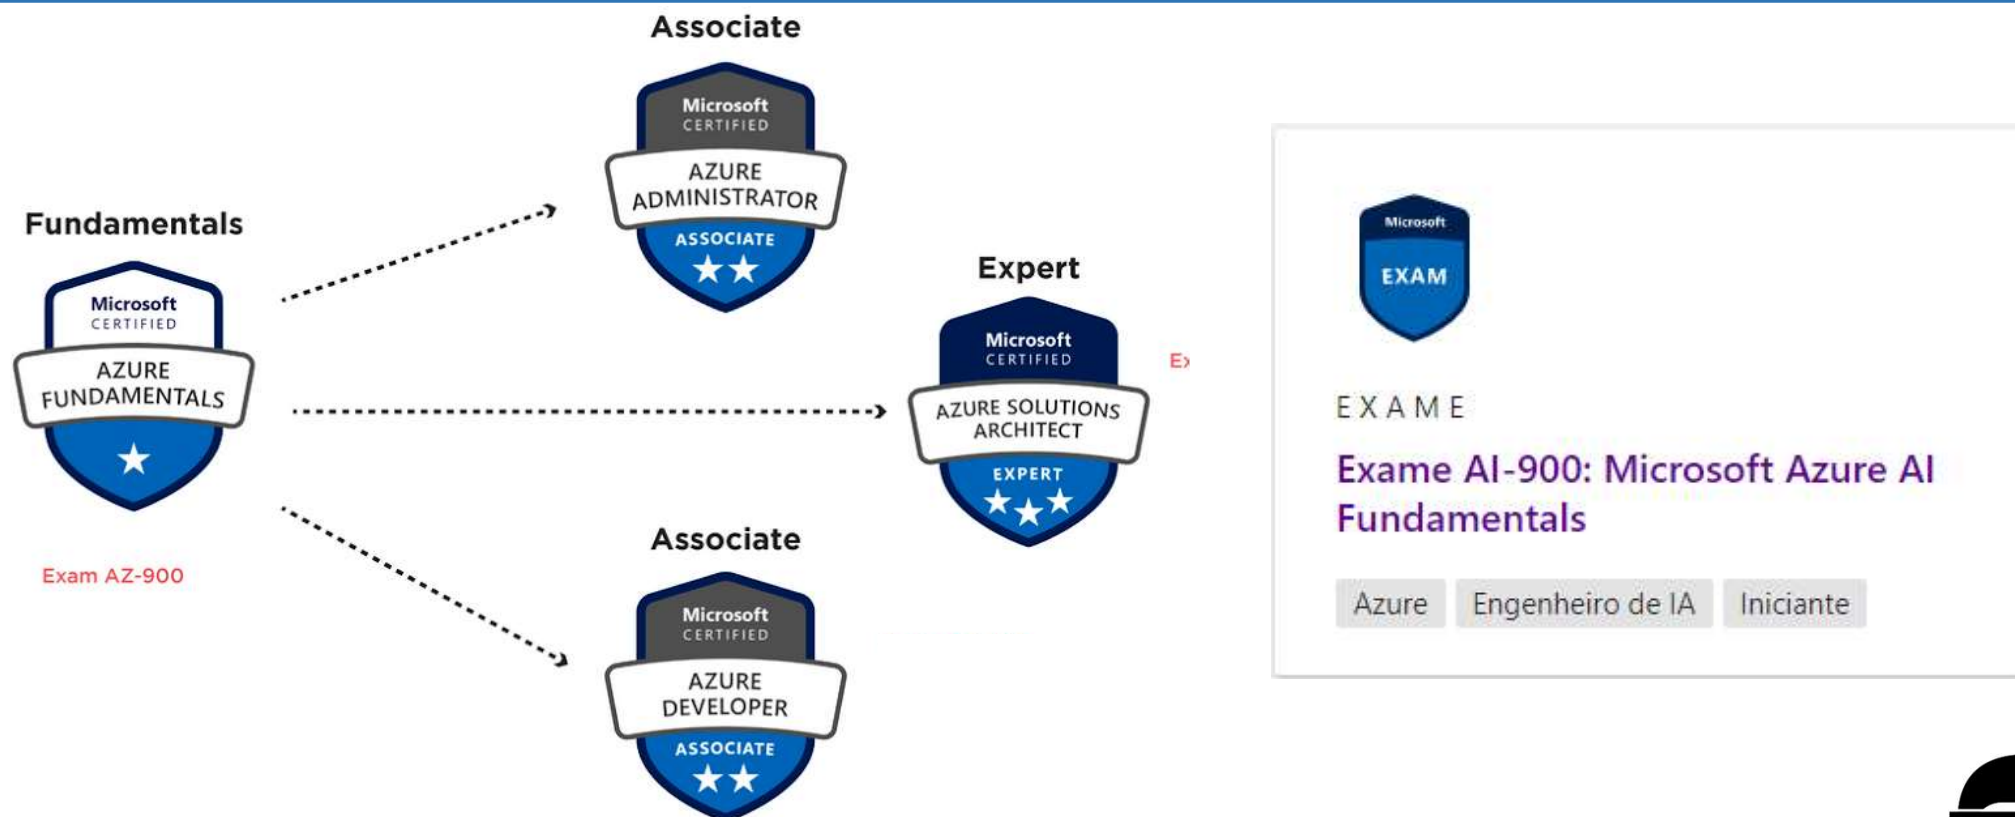 Fundamentals
Microsoft
CERTIFIED
AZURE
FUNDAMENTALS
Exam AZ-900
Associate
Microsoft
CERTIFIED
AZURE
ADMINISTRATOR
ASSOCIATE
Expert
Microsoft
CERTIFIED
AZURE SOLUTIONS
ARCHITECT
EXPERT
Associate
Microsoft
CERTIFIED
AZURE
DEVELOPER
ASSOCIATE
Microsoft
EXAM
EXAME
Exame AI-900: Microsoft Azure AI
Fundamentals
Azure Engenheiro de IA Iniciante